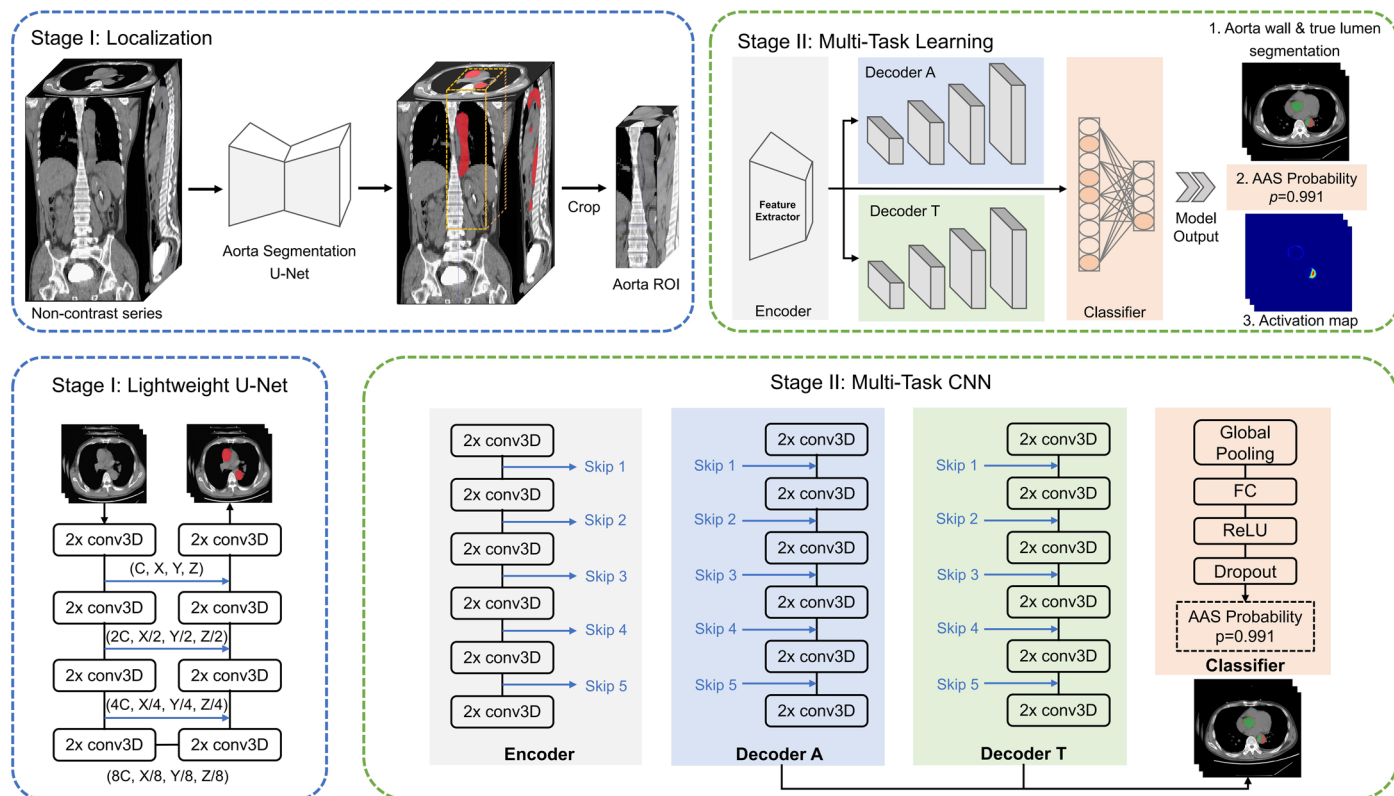 Stage I: Localization
Aorta Segmentation
U-Net
Crop
Non-contrast series
Aorta ROI
Stage II: Multi-Task Learning
Decoder A
Feature
Extractor
Decoder T
Encoder
Classifier
Model
Output
1. Aorta wall & true lumen
segmentation
2. AAS Probability
p=0.991
3. Activation map
Stage I: Lightweight U-Net
2x conv3D
2x conv3D
(C, X, Y, Z)
2x conv3D
2x conv3D
(2C, X/2, Y/2, Z/2)
2x conv3D
2x conv3D
(4C, X/4, Y/4, Z/4)
2x conv3D
2x conv3D
(8C, X/8, Y/8, Z/8)
Stage II: Multi-Task CNN
2x conv3D
Skip 1
2x conv3D
Skip 2
2x conv3D
Skip 3
2x conv3D
Skip 4
2x conv3D
Skip 5
2x conv3D
Encoder
2x conv3D
Skip 1
2x conv3D
Skip 2
2x conv3D
Skip 3
2x conv3D
Skip 4
2x conv3D
Skip 5
2x conv3D
Decoder A
2x conv3D
Skip 1
2x conv3D
Skip 2
2x conv3D
Skip 3
2x conv3D
Skip 4
2x conv3D
Skip 5
2x conv3D
Decoder T
Global
Pooling
FC
ReLU
Dropout
AAS Probability
p=0.991
Classifier